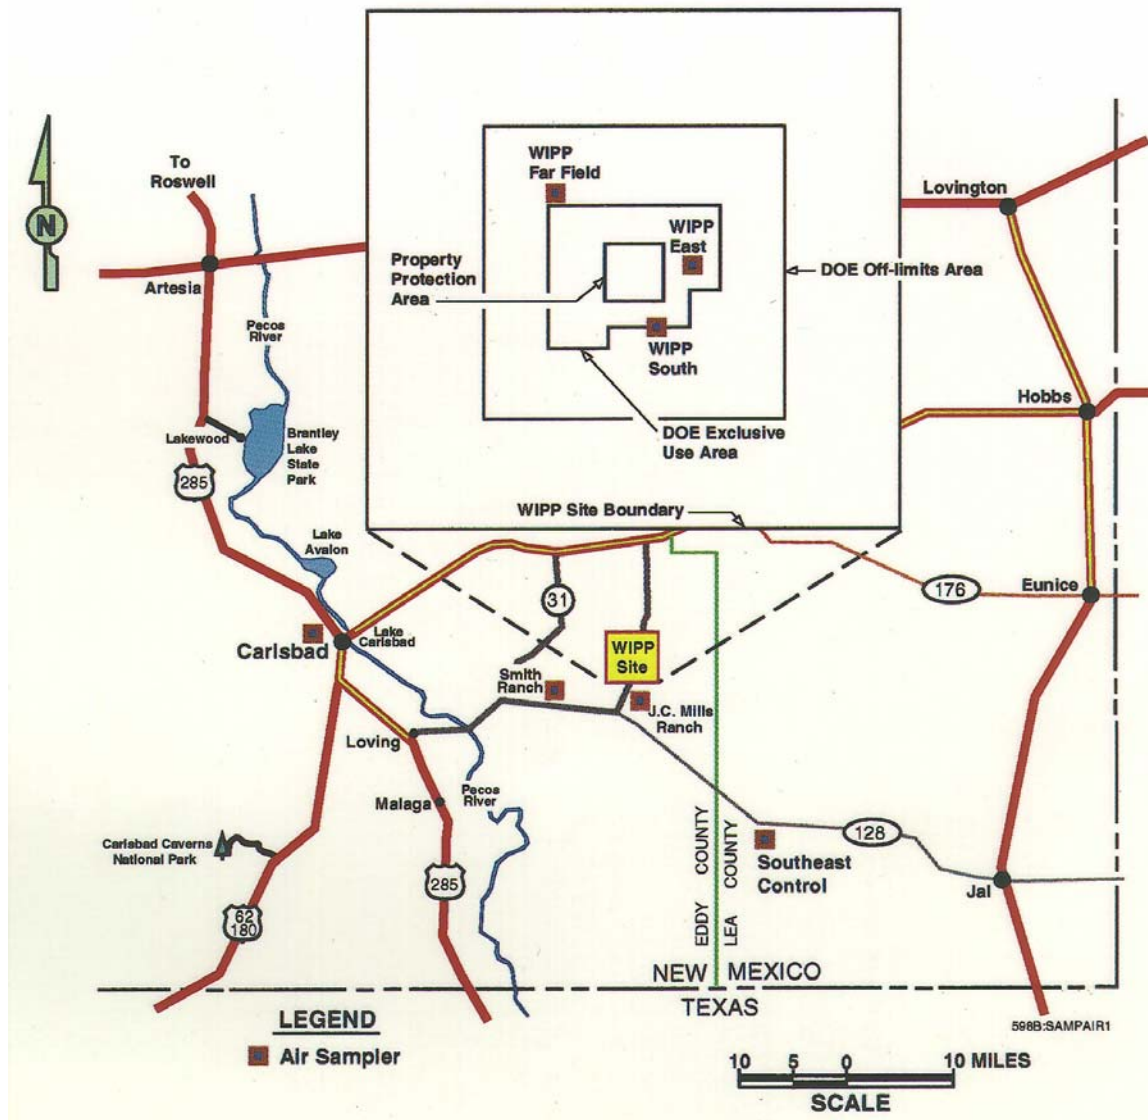 To
Roswell
N
Artesia
Pecos
River
Lakewood
Brantley
Lake
State
Park
285
Lake
Avalon
WIPP
Far Field
WIPP
East
Property
Protection
Area
WIPP
South
DOE Off-limits Area
DOE Exclusive
Use Area
WIPP Site Boundary
Lovington
Hobbs
176
Eunice
31
Carlsbad
Lake
Carlsbad
WIPP
Site
Smith
Ranch
J.C. Mills
Ranch
Loving
Malaga
Pecos
River
Carlsbad Caverns
National Park
285
62
180
128
Southeast
Control
Jal
EDDY COUNTY
LEA COUNTY
NEW MEXICO
TEXAS
598B:SAMPAIR1
LEGEND
Air Sampler
10 5 0 10 MILES
SCALE